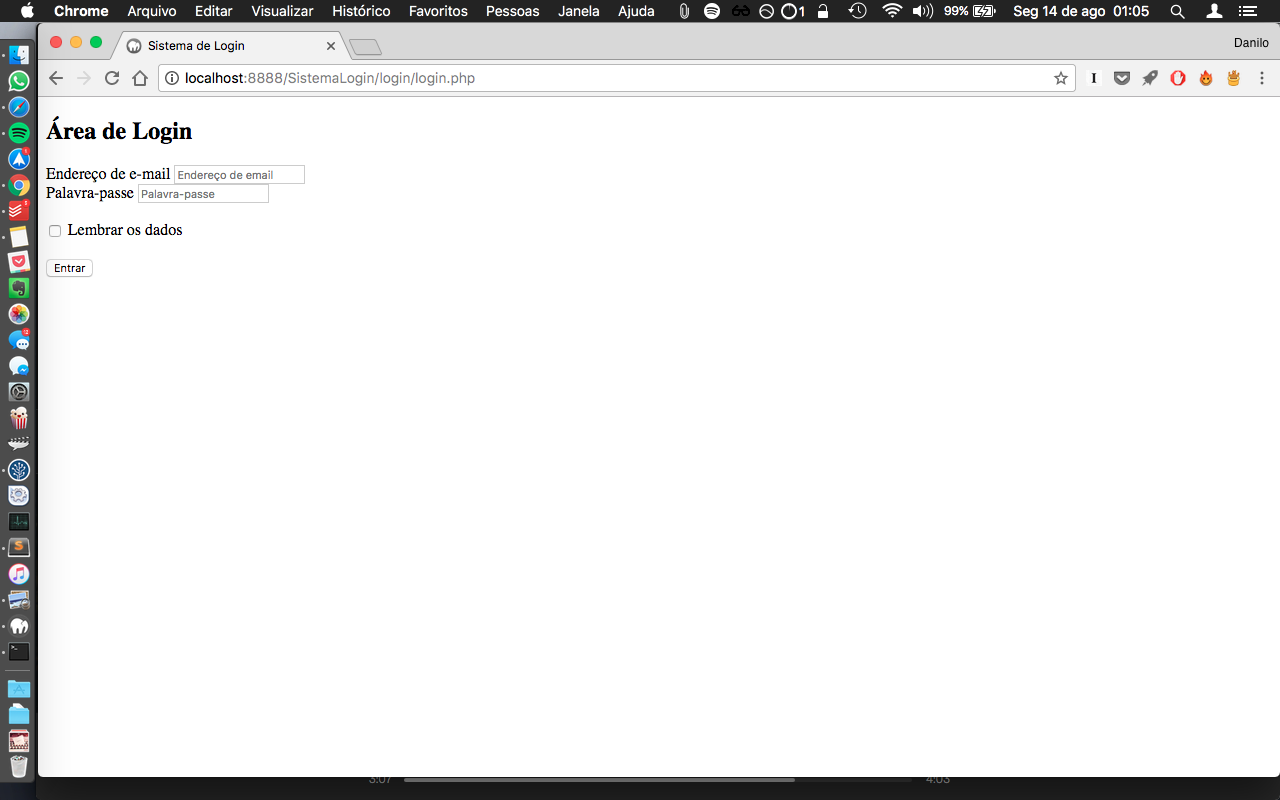 Chrome Arquivo Editar Visualizar Histórico Favoritos Pessoas Janela Ajuda 1 99% Seg 14 de ago 01:05
Sistema de Login
Danilo
localhost:8888/SistemaLogin/login/login.php
Área de Login
Endereço de e-mail Endereço de email
Palavra-passe Palavra-passe
Lembrar os dados
Entrar
3:07 4:03